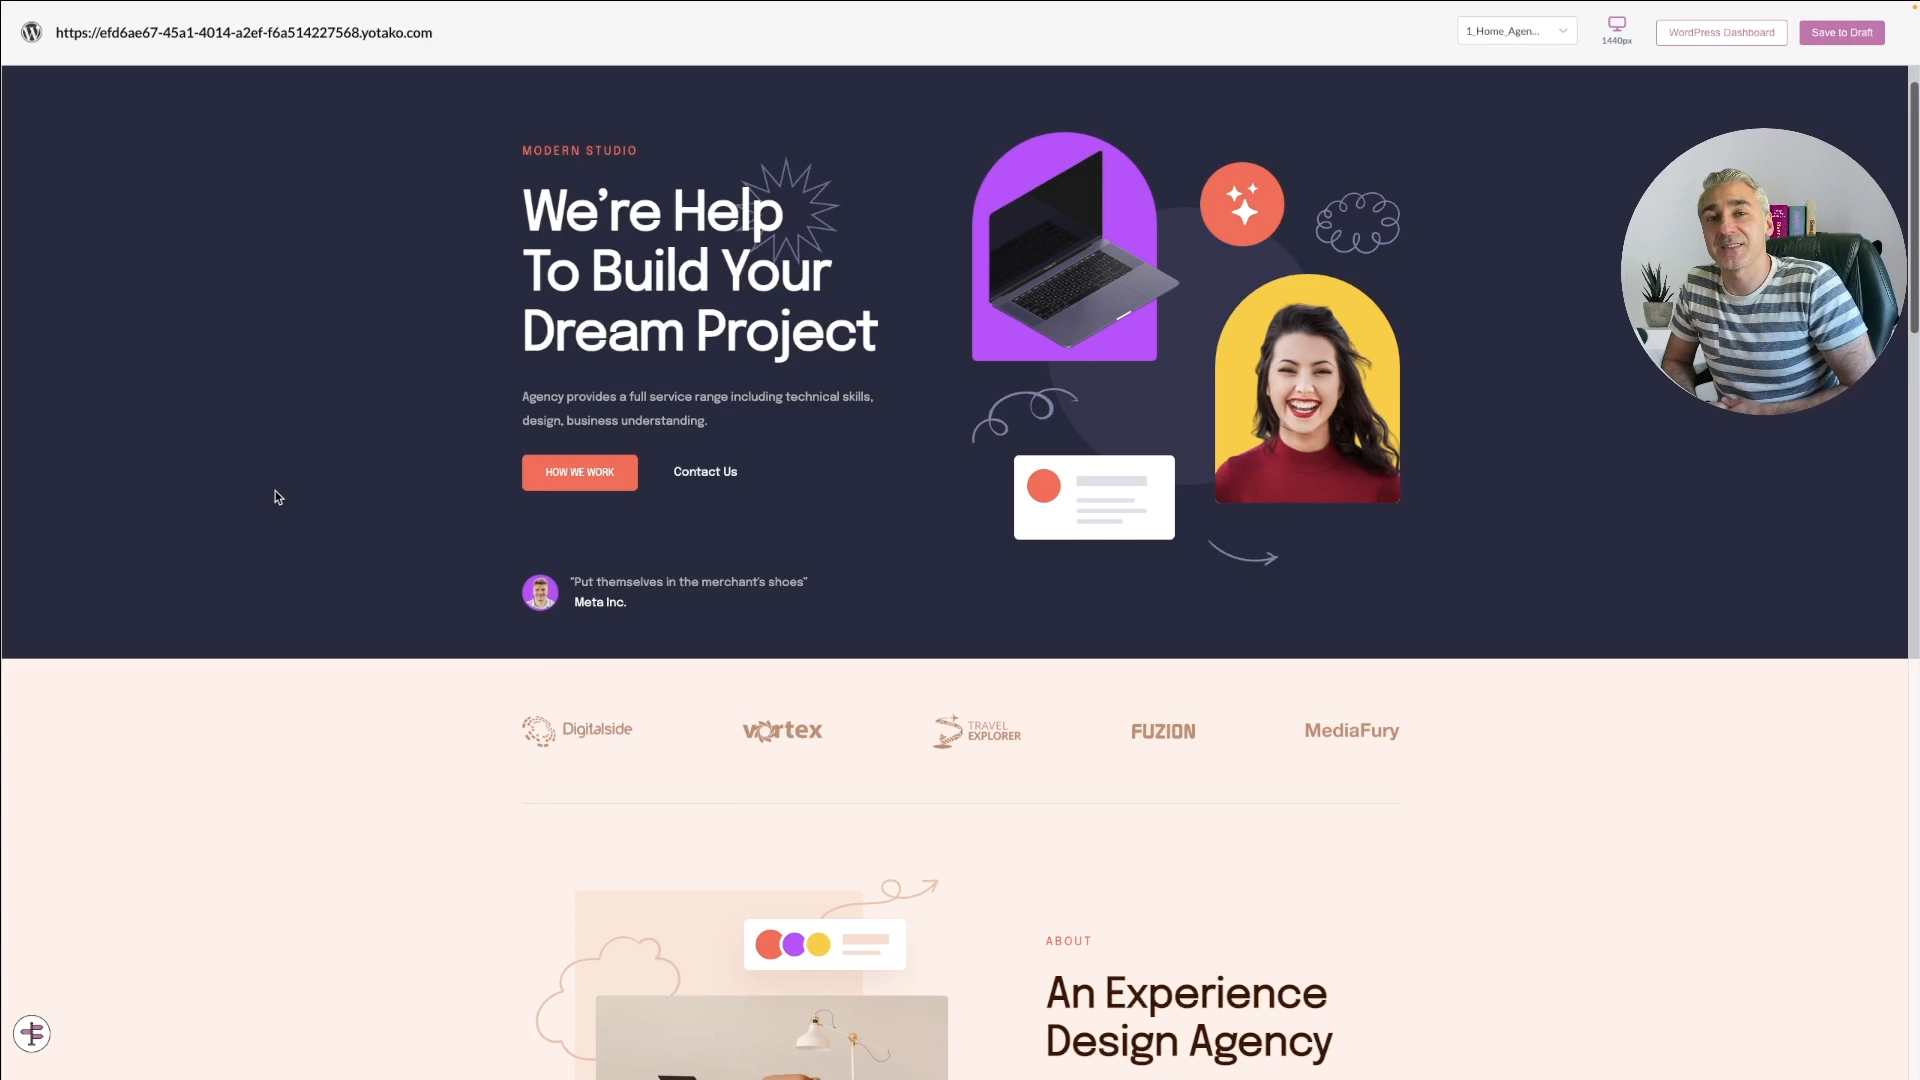 https://efd6ae67-45a1-4014-a2ef-f6a514227568.yotako.com
1_Home_Agen...
1440px
WordPress Dashboard
Save to Draft
MODERN STUDIO
We’re Help
To Build Your
Dream Project
Agency provides a full service range including technical skills,
design, business understanding.
HOW WE WORK
Contact Us
"Put themselves in the merchant's shoes"
Meta Inc.
Digitalside
vortex
TRAVEL
EXPLORER
FUZION
MediaFury
ABOUT
An Experience
Design Agency